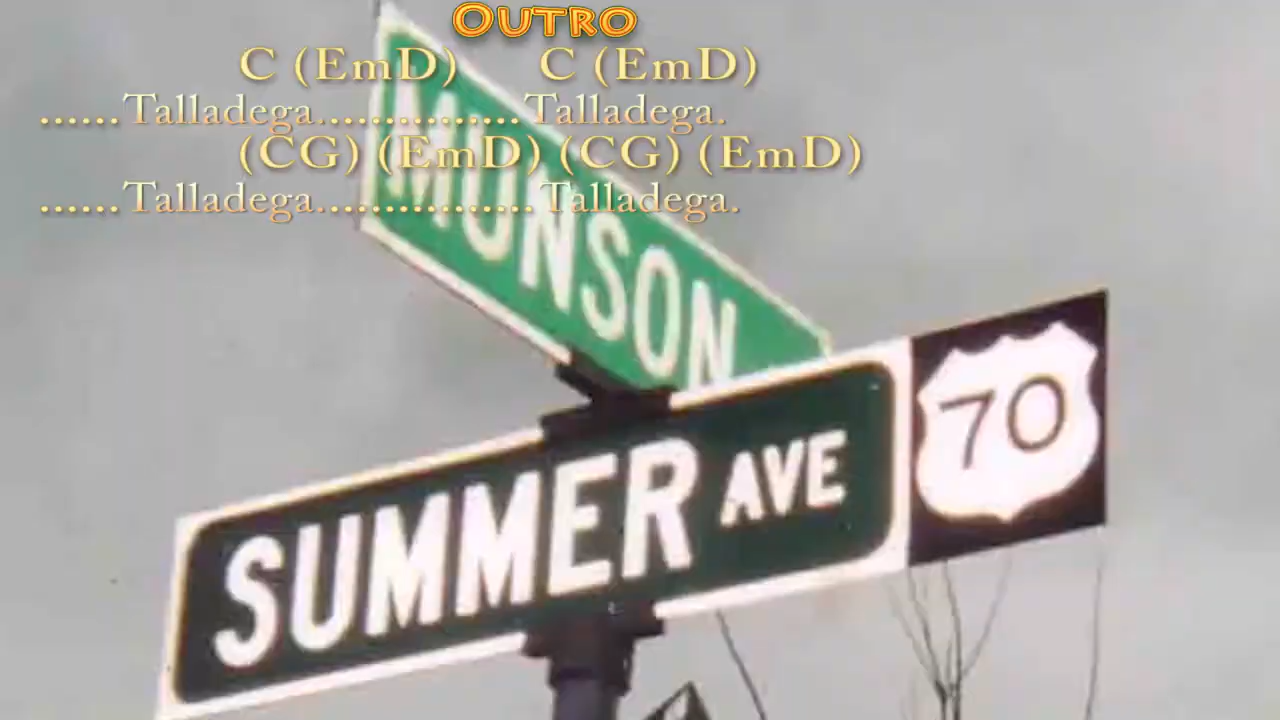 Outro
C (EmD) C (EmD)
......Talladega...............Talladega.
(CG) (EmD) (CG) (EmD)
......Talladega................Talladega.
MUNSON
SUMMER AVE
70